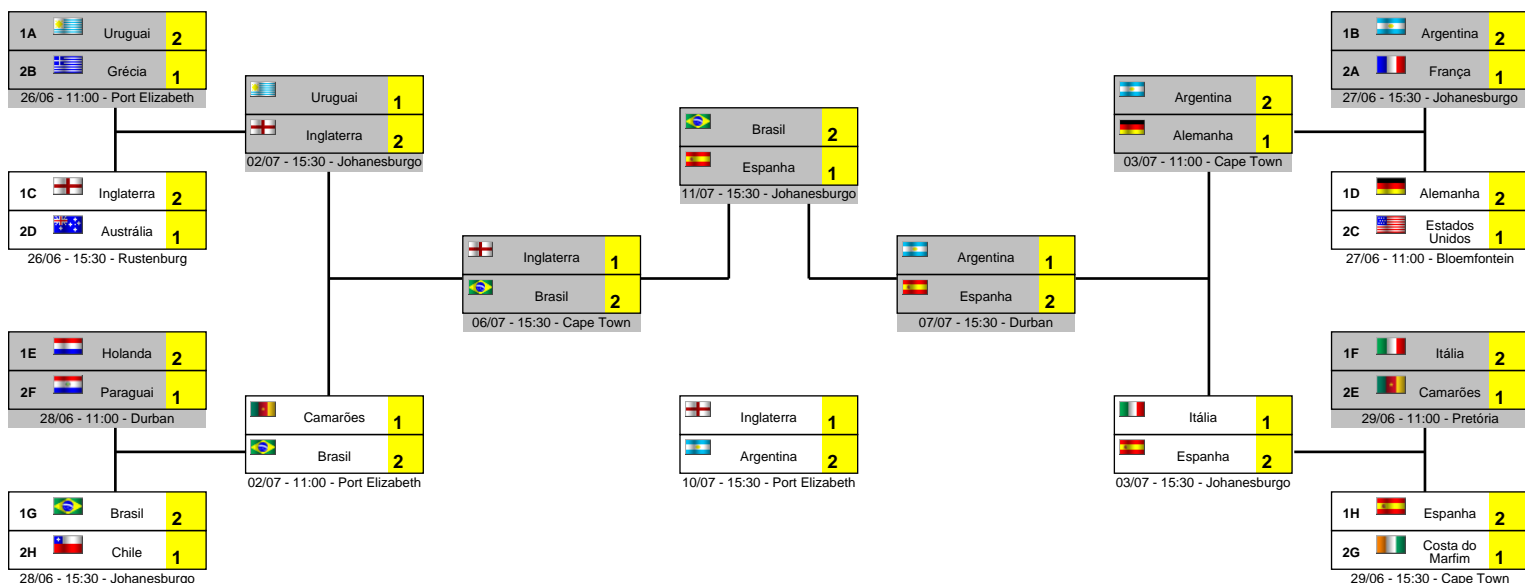 1A Uruguai 2
2B Grécia 1
26/06 - 11:00 - Port Elizabeth
1C Inglaterra 2
2D Austrália 1
26/06 - 15:30 - Rustenburg
1E Holanda 2
2F Paraguai 1
28/06 - 11:00 - Durban
1G Brasil 2
2H Chile 1
28/06 - 15:30 - Johanesburgo
Uruguai 1
Inglaterra 2
02/07 - 15:30 - Johanesburgo
Camarões 1
Brasil 2
02/07 - 11:00 - Port Elizabeth
Inglaterra 1
Brasil 2
06/07 - 15:30 - Cape Town
Brasil 2
Espanha 1
11/07 - 15:30 - Johanesburgo
Inglaterra 1
Argentina 2
10/07 - 15:30 - Port Elizabeth
Argentina 1
Espanha 2
07/07 - 15:30 - Durban
Argentina 2
Alemanha 1
03/07 - 11:00 - Cape Town
Itália 1
Espanha 2
03/07 - 15:30 - Johanesburgo
1B Argentina 2
2A França 1
27/06 - 15:30 - Johanesburgo
1D Alemanha 2
2C Estados
Unidos 1
27/06 - 11:00 - Bloemfontein
1F Itália 2
2E Camarões 1
29/06 - 11:00 - Pretória
1H Espanha 2
2G Costa do
Marfim 1
29/06 - 15:30 - Cape Town